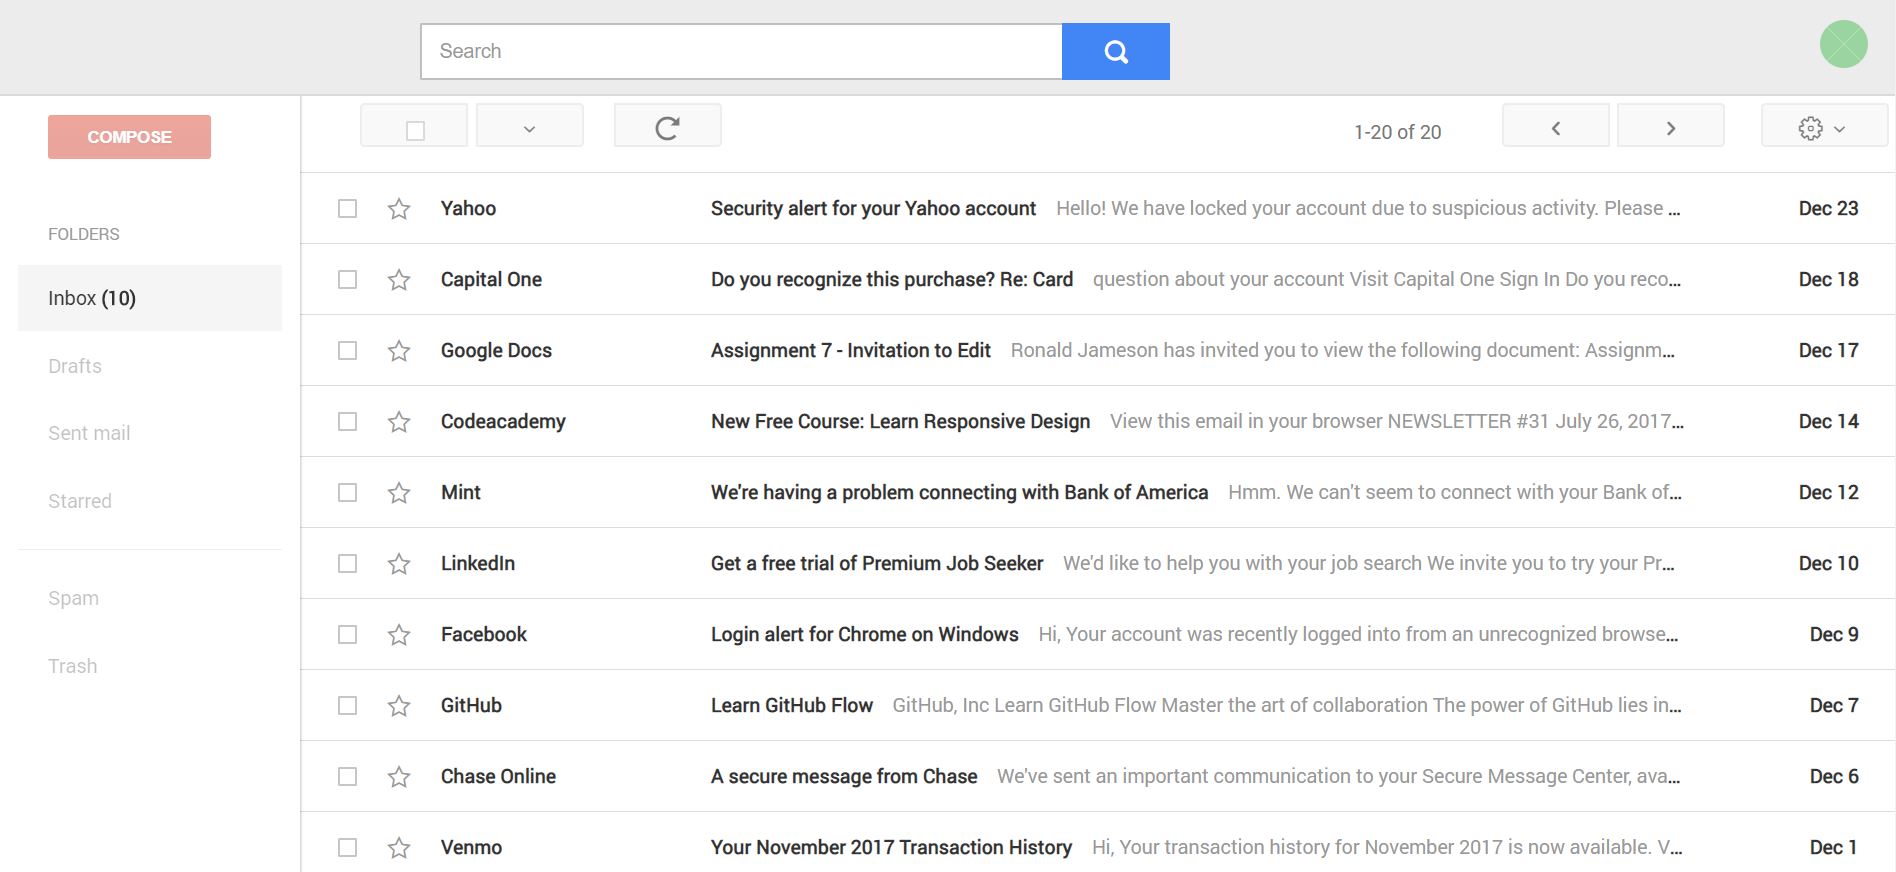 Search
COMPOSE
1-20 of 20
FOLDERS
Inbox (10)
Drafts
Sent mail
Starred
Spam
Trash
Yahoo Security alert for your Yahoo account Hello! We have locked your account due to suspicious activity. Please ... Dec 23
Capital One Do you recognize this purchase? Re: Card question about your account Visit Capital One Sign In Do you reco... Dec 18
Google Docs Assignment 7 - Invitation to Edit Ronald Jameson has invited you to view the following document: Assignm... Dec 17
Codeacademy New Free Course: Learn Responsive Design View this email in your browser NEWSLETTER #31 July 26, 2017... Dec 14
Mint We're having a problem connecting with Bank of America Hmm. We can't seem to connect with your Bank of... Dec 12
LinkedIn Get a free trial of Premium Job Seeker We'd like to help you with your job search We invite you to try your Pr... Dec 10
Facebook Login alert for Chrome on Windows Hi, Your account was recently logged into from an unrecognized browse... Dec 9
GitHub Learn GitHub Flow GitHub, Inc Learn GitHub Flow Master the art of collaboration The power of GitHub lies in... Dec 7
Chase Online A secure message from Chase We've sent an important communication to your Secure Message Center, ava... Dec 6
Venmo Your November 2017 Transaction History Hi, Your transaction history for November 2017 is now available. V... Dec 1